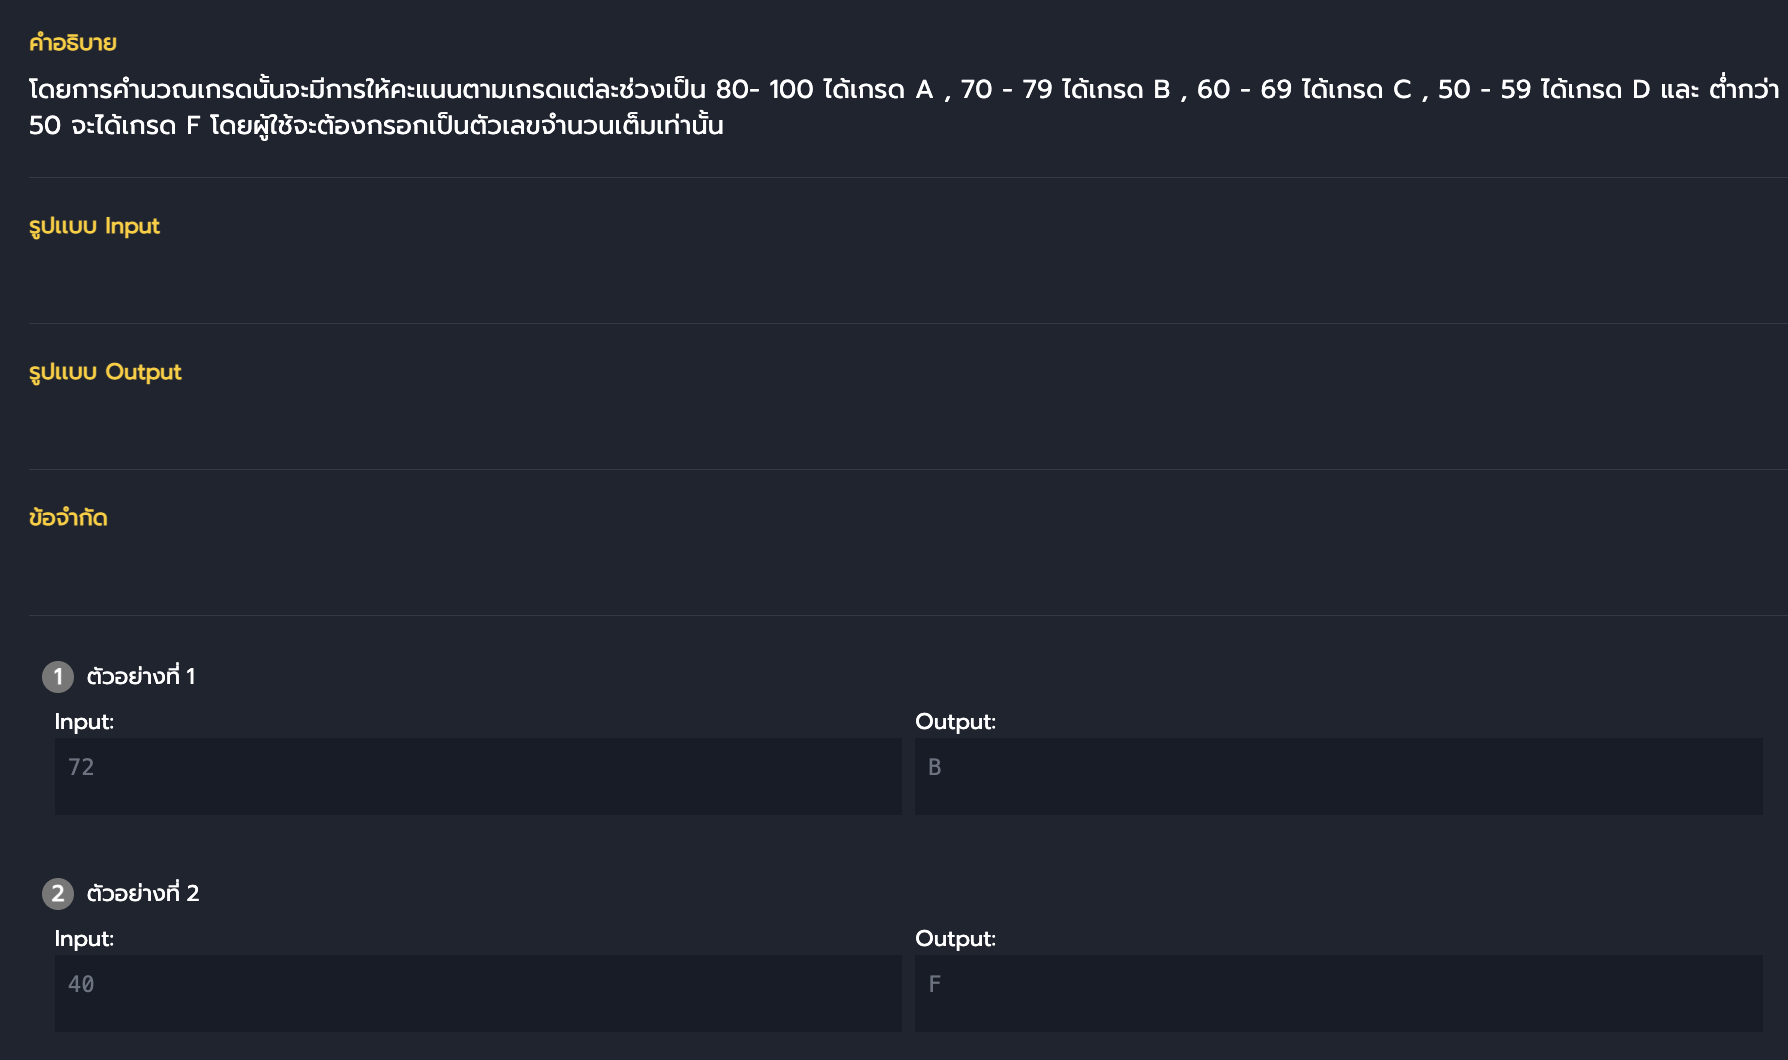 คำอธิบาย
โดยการคำนวณเกรดนั้นจะมีการให้คะแนนตามเกรดแต่ละช่วงเป็น 80- 100 ได้เกรด A , 70 - 79 ได้เกรด B , 60 - 69 ได้เกรด C , 50 - 59 ได้เกรด D และ ต่ำกว่า
50 จะได้เกรด F โดยผู้ใช้จะต้องกรอกเป็นตัวเลขจำนวนเต็มเท่านั้น
รูปแบบ Input
รูปแบบ Output
ข้อจำกัด
1 ตัวอย่างที่ 1
Input: Output:
72 B
2 ตัวอย่างที่ 2
Input: Output:
40 F